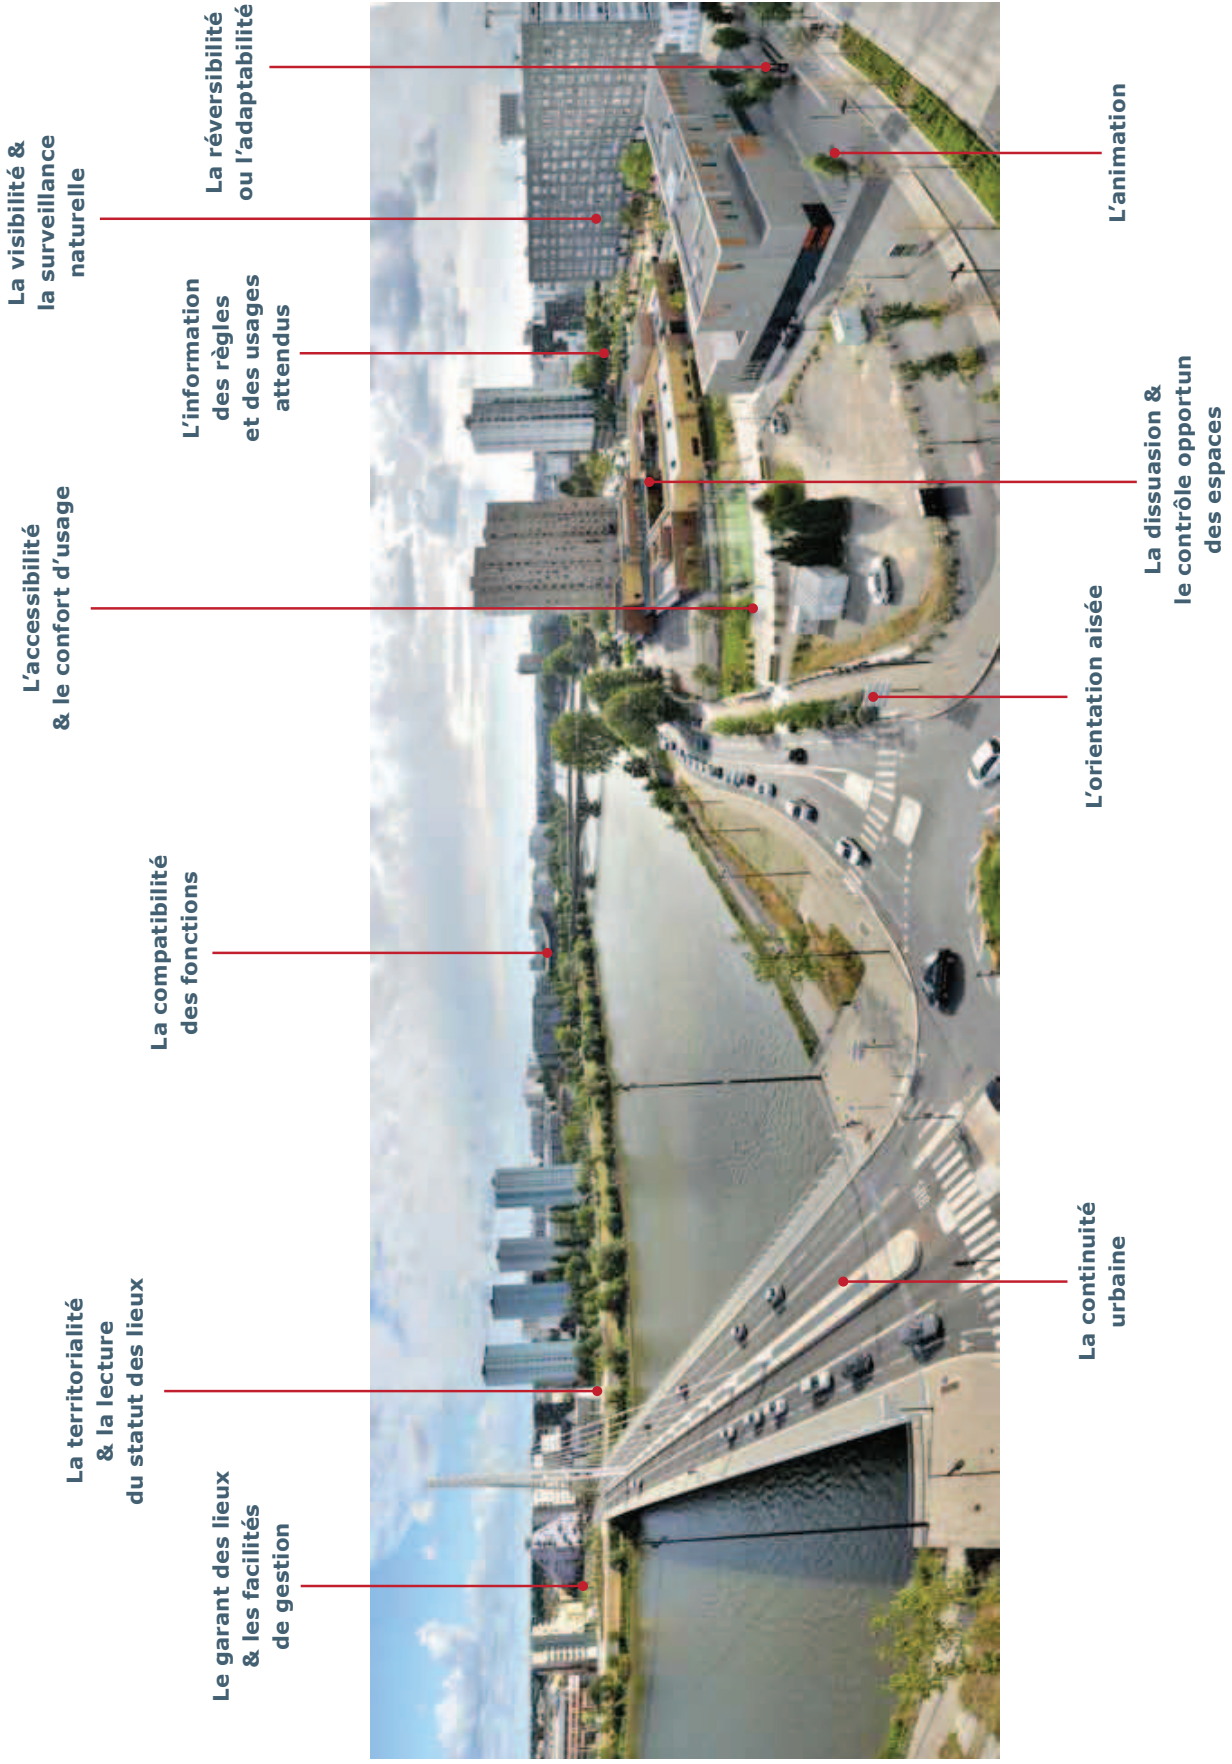 Le garant des lieux
& les facilités
de gestion
La territorialité
& la lecture
du statut des lieux
La compatibilité
des fonctions
L’accessibilité
& le confort d’usage
L’information
des règles
et des usages
attendus
La visibilité &
la surveillance
naturelle
La réversibilité
ou l’adaptabilité
La continuité
urbaine
L’orientation aisée
La dissuasion &
le contrôle opportun
des espaces
L’animation